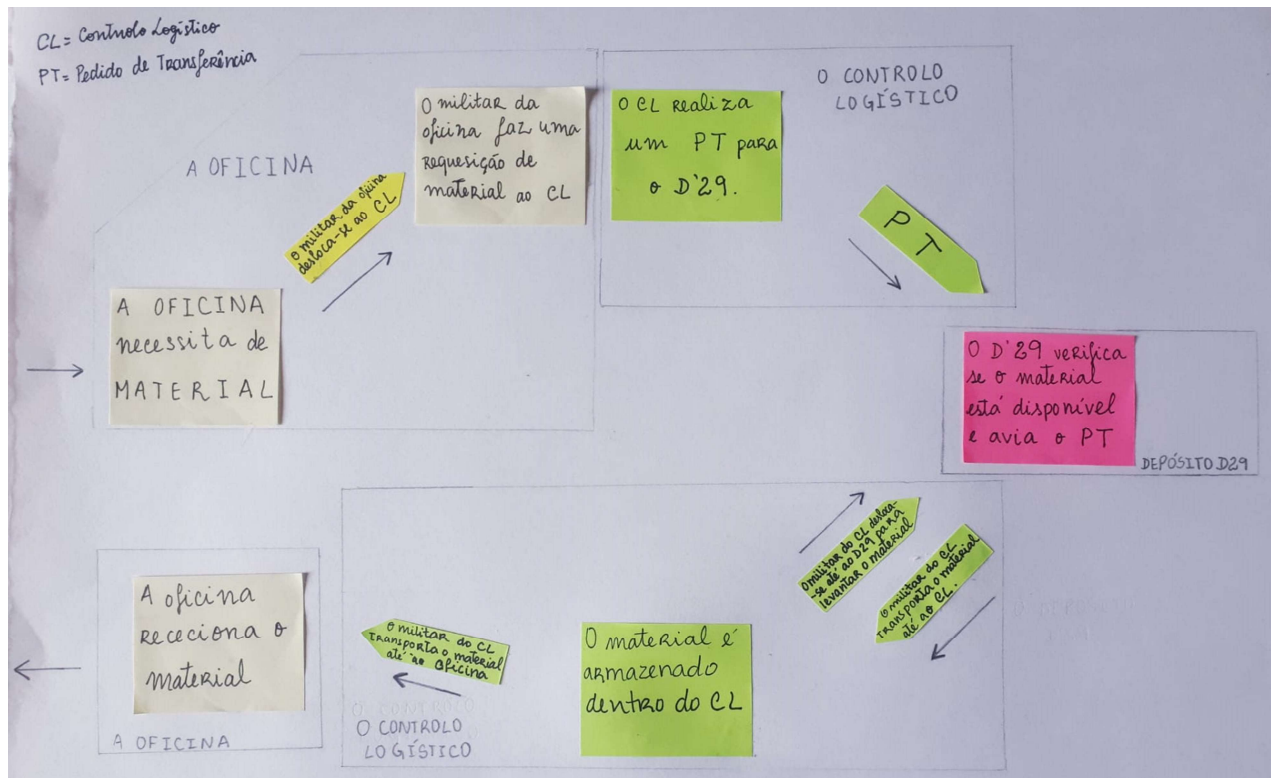 CL = Controlo Logístico
PT = Pedido de Transferência
A OFICINA
A OFICINA
necessita de
MATERIAL
O militar da oficina
desloca-se ao CL
O militar da
oficina faz uma
requesição de
material ao CL
O CL realiza
um PT para
o D'29.
O CONTROLO
LOGÍSTICO
PT
O D'29 verifica
se o material
está disponível
e avia o PT
DEPÓSITO D29
O militar do CL desloca-
-se até ao D29 para
levantar o material
O militar do CL
transporta o material
até ao CL.
O material é
armazenado
dentro do CL
O militar do CL
transporta o material
até à Oficina
O CONTROLO
LOGÍSTICO
A oficina
receciona o
material
A OFICINA